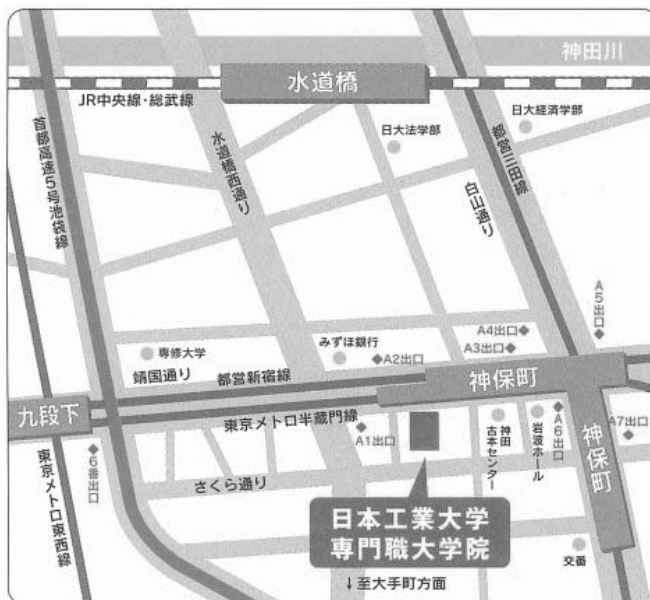 神田川
水道橋
JR中央線・総武線
日大経済学部
日大法学部
首都高速5号池袋線
水道橋西通り
都営三田線
白山通り
A5出口
A4出口
A3出口
みずほ銀行
専修大学
A2出口
靖国通り
都営新宿線
神保町
九段下
東京メトロ半蔵門線
A1出口
神田
古本センター
岩波ホール
A6出口
A7出口
神保町
6番出口
東京メトロ東西線
さくら通り
日本工業大学
専門職大学院
交番
↓至大手町方面